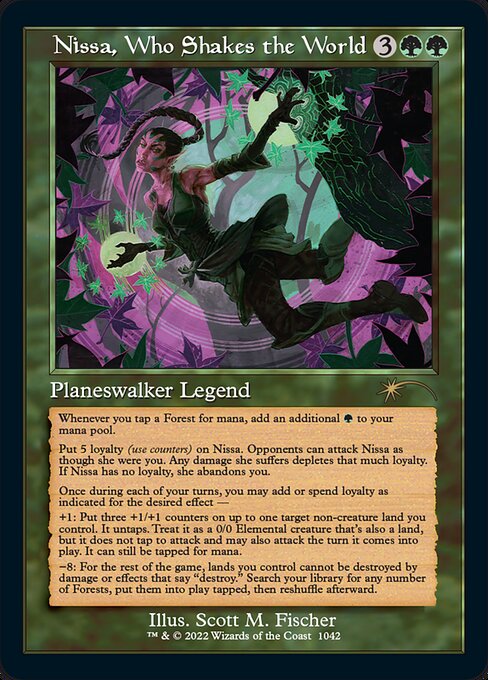 Nissa, Who Shakes the World 3
Planeswalker Legend
Whenever you tap a Forest for mana, add an additional to your
mana pool.
Put 5 loyalty (use counters) on Nissa. Opponents can attack Nissa as
though she were you. Any damage she suffers depletes that much loyalty.
If Nissa has no loyalty, she abandons you.
Once during each of your turns, you may add or spend loyalty as
indicated for the desired effect —
+1: Put three +1/+1 counters on up to one target non-creature land you
control. It untaps. Treat it as a 0/0 Elemental creature that's also a land,
but it does not tap to attack and may also attack the turn it comes into
play. It can still be tapped for mana.
−8: For the rest of the game, lands you control cannot be destroyed by
damage or effects that say "destroy." Search your library for any number
of Forests, put them into play tapped, then reshuffle afterward.
Illus. Scott M. Fischer
™ & © 2022 Wizards of the Coast 1042